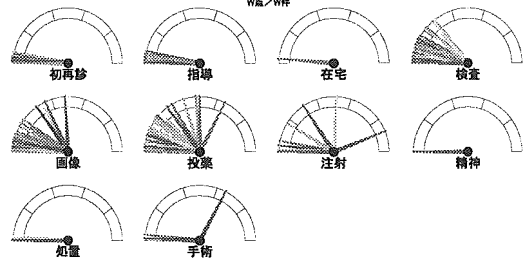 初再診 指導 在宅 検査
画像 投薬 注射 精神
処置 手術